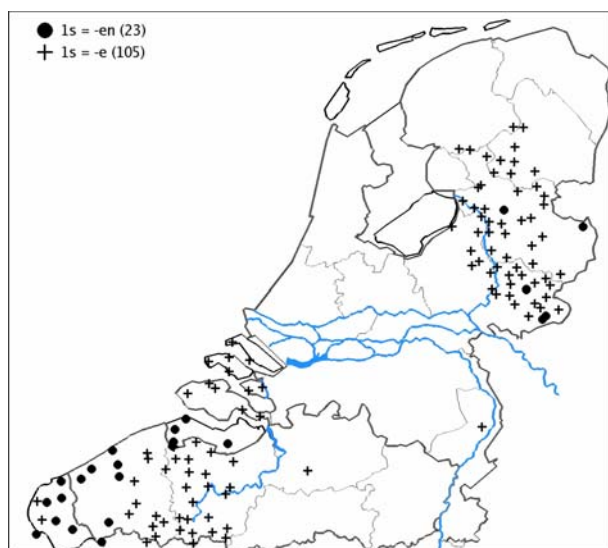 1s = -en (23)
1s = -e (105)